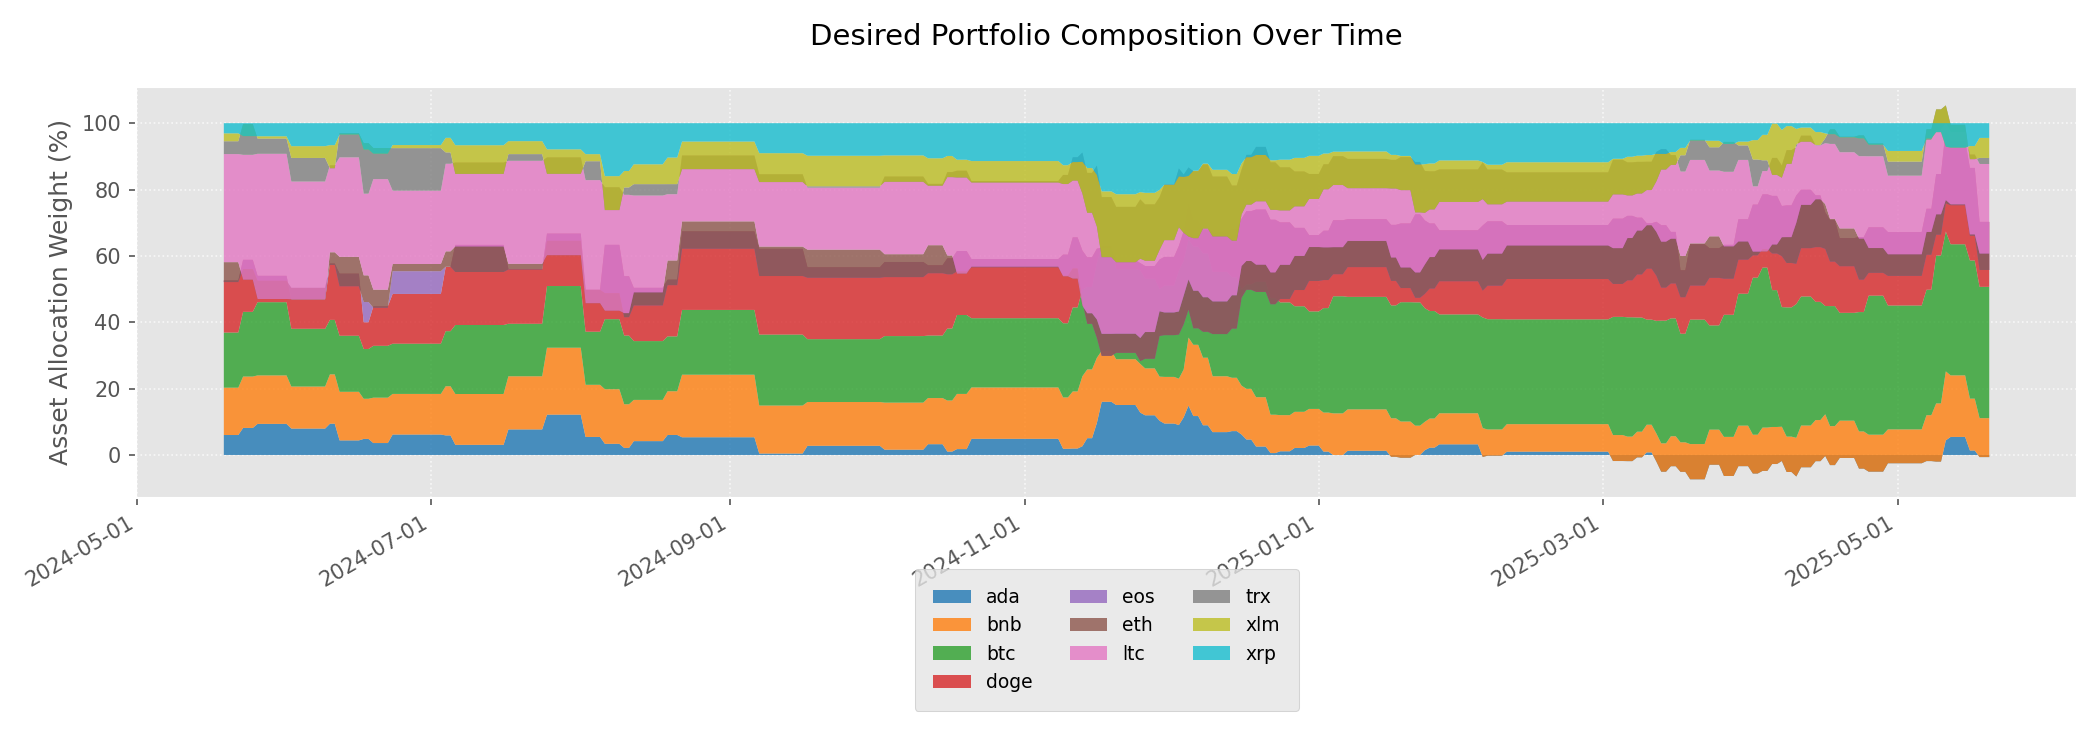 Desired Portfolio Composition Over Time
Asset Allocation Weight (%)
100
80
60
40
20
0
2024-05-01
2024-07-01
2024-09-01
2024-11-01
2025-01-01
2025-03-01
2025-05-01
ada
bnb
btc
doge
eos
eth
ltc
trx
xlm
xrp